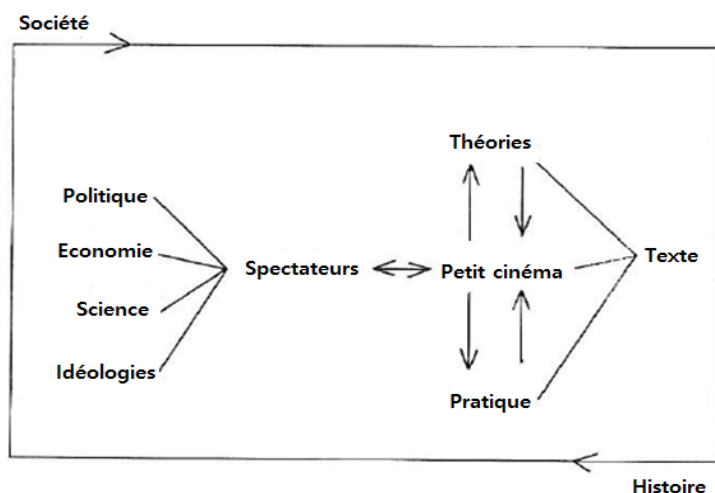 Société
Théories
Politique
Economie
Spectateurs
Petit cinéma
Texte
Science
Idéologies
Pratique
Histoire